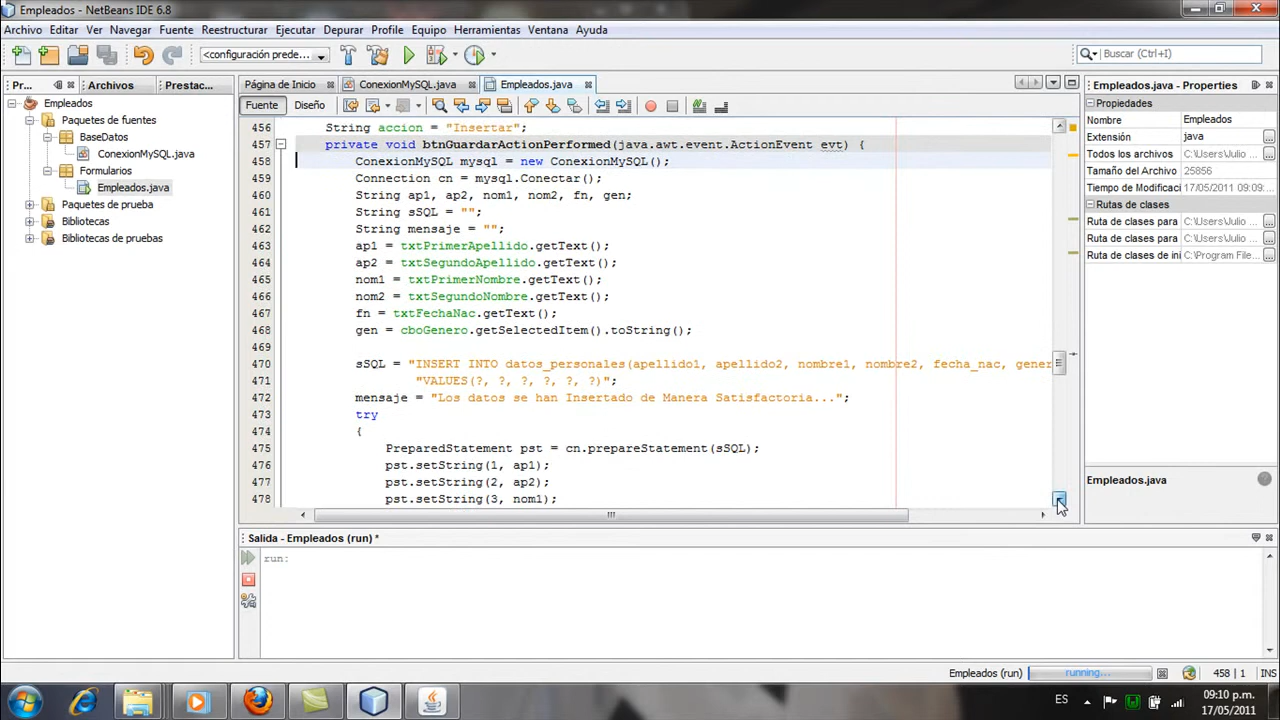 Empleados - NetBeans IDE 6.8
Archivo Editar Ver Navegar Fuente Reestructurar Ejecutar Depurar Profile Equipo Herramientas Ventana Ayuda
<configuración prede...
Buscar (Ctrl+I)
Pr... Archivos Prestac...
Empleados
Paquetes de fuentes
BaseDatos
ConexionMySQL.java
Formularios
Empleados.java
Paquetes de prueba
Bibliotecas
Bibliotecas de pruebas
Página de Inicio ConexionMySQL.java Empleados.java
Fuente Diseño
456 String accion = "Insertar";
457 private void btnGuardarActionPerformed(java.awt.event.ActionEvent evt) {
458 ConexionMySQL mysql = new ConexionMySQL();
459 Connection cn = mysql.Conectar();
460 String ap1, ap2, nom1, nom2, fn, gen;
461 String sSQL = "";
462 String mensaje = "";
463 ap1 = txtPrimerApellido.getText();
464 ap2 = txtSegundoApellido.getText();
465 nom1 = txtPrimerNombre.getText();
466 nom2 = txtSegundoNombre.getText();
467 fn = txtFechaNac.getText();
468 gen = cboGenero.getSelectedItem().toString();
469
470 sSQL = "INSERT INTO datos_personales(apellido1, apellido2, nombre1, nombre2, fecha_nac, gener
471 "VALUES(?, ?, ?, ?, ?, ?)";
472 mensaje = "Los datos se han Insertado de Manera Satisfactoria...";
473 try
474 {
475 PreparedStatement pst = cn.prepareStatement(sSQL);
476 pst.setString(1, ap1);
477 pst.setString(2, ap2);
478 pst.setString(3, nom1);
Empleados.java - Properties
Propiedades
Nombre Empleados
Extensión java
Todos los archivos C:\Users\Julio ...
Tamaño del Archivo 25856
Tiempo de Modificaci 17/05/2011 09:09...
Rutas de clases
Ruta de clases para C:\Users\Julio ...
Ruta de clases para C:\Users\Julio ...
Ruta de clases de ini C:\Program File...
Empleados.java
Salida - Empleados (run) *
run:
Empleados (run) running... 458 | 1 INS
ES 09:10 p.m.
17/05/2011